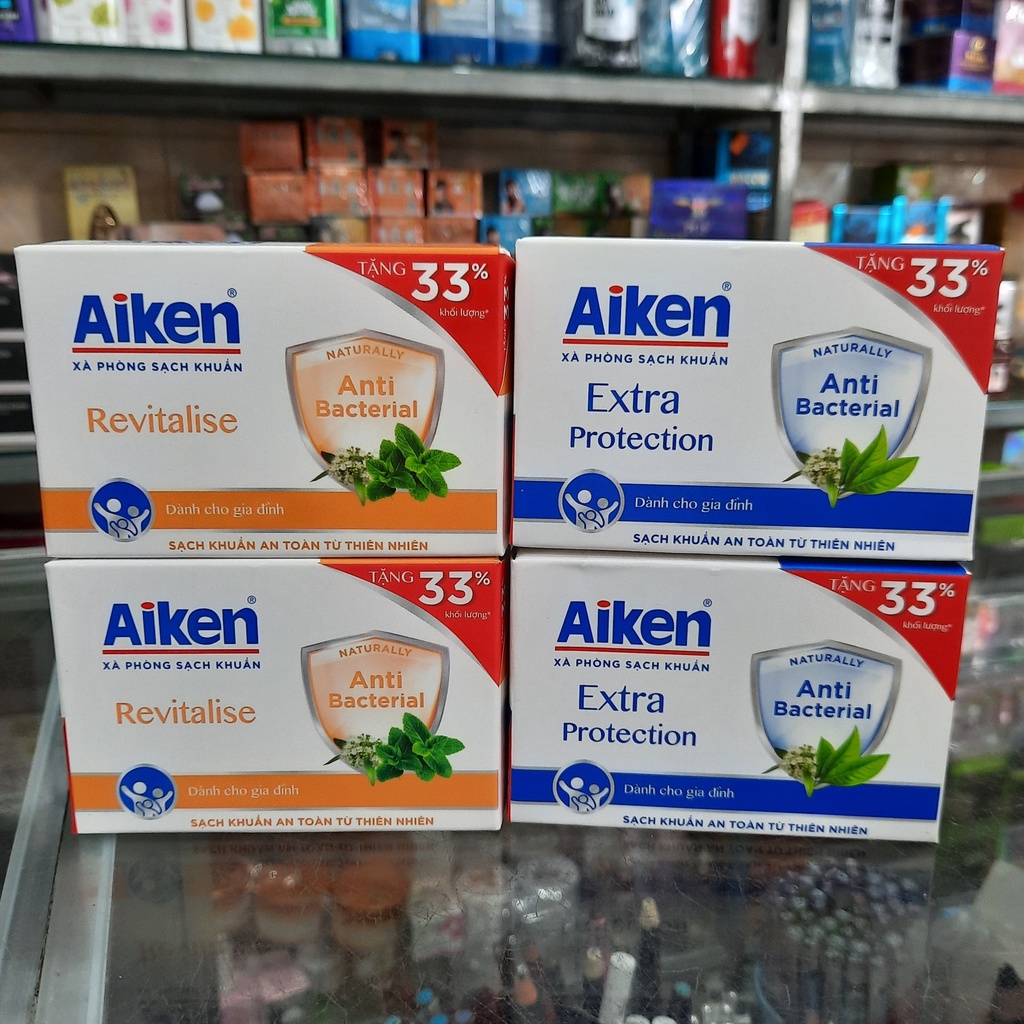 TẶNG 33%
khối lượng*
Aiken®
XÀ PHÒNG SẠCH KHUẨN
Revitalise
NATURALLY
Anti
Bacterial
Dành cho gia đình
SẠCH KHUẨN AN TOÀN TỪ THIÊN NHIÊN
TẶNG 33%
khối lượng*
Aiken®
XÀ PHÒNG SẠCH KHUẨN
Extra
Protection
NATURALLY
Anti
Bacterial
Dành cho gia đình
SẠCH KHUẨN AN TOÀN TỪ THIÊN NHIÊN
TẶNG 33%
khối lượng*
Aiken®
XÀ PHÒNG SẠCH KHUẨN
Revitalise
NATURALLY
Anti
Bacterial
Dành cho gia đình
SẠCH KHUẨN AN TOÀN TỪ THIÊN NHIÊN
TẶNG 33%
khối lượng*
Aiken®
XÀ PHÒNG SẠCH KHUẨN
Extra
Protection
NATURALLY
Anti
Bacterial
Dành cho gia đình
SẠCH KHUẨN AN TOÀN TỪ THIÊN NHIÊN